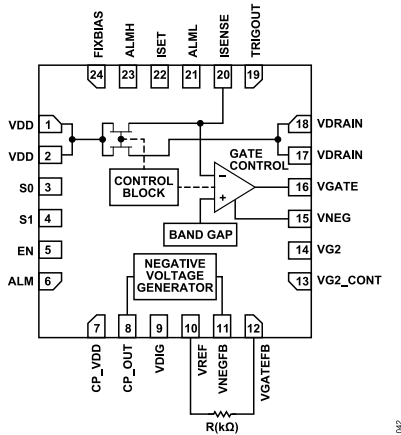 FIXBIAS
ALMH
ISET
ALML
ISENSE
TRIGOUT
24
23
22
21
20
19
VDD 1
18 VDRAIN
VDD 2
17 VDRAIN
GATE
CONTROL
–
+
S0 3
CONTROL
BLOCK
16 VGATE
S1 4
15 VNEG
BAND GAP
EN 5
14 VG2
NEGATIVE
VOLTAGE
GENERATOR
ALM 6
13 VG2_CONT
7
8
9
10
11
12
CP_VDD
CP_OUT
VDIG
VREF
VNEGFB
VGATEFB
R(kΩ)
042